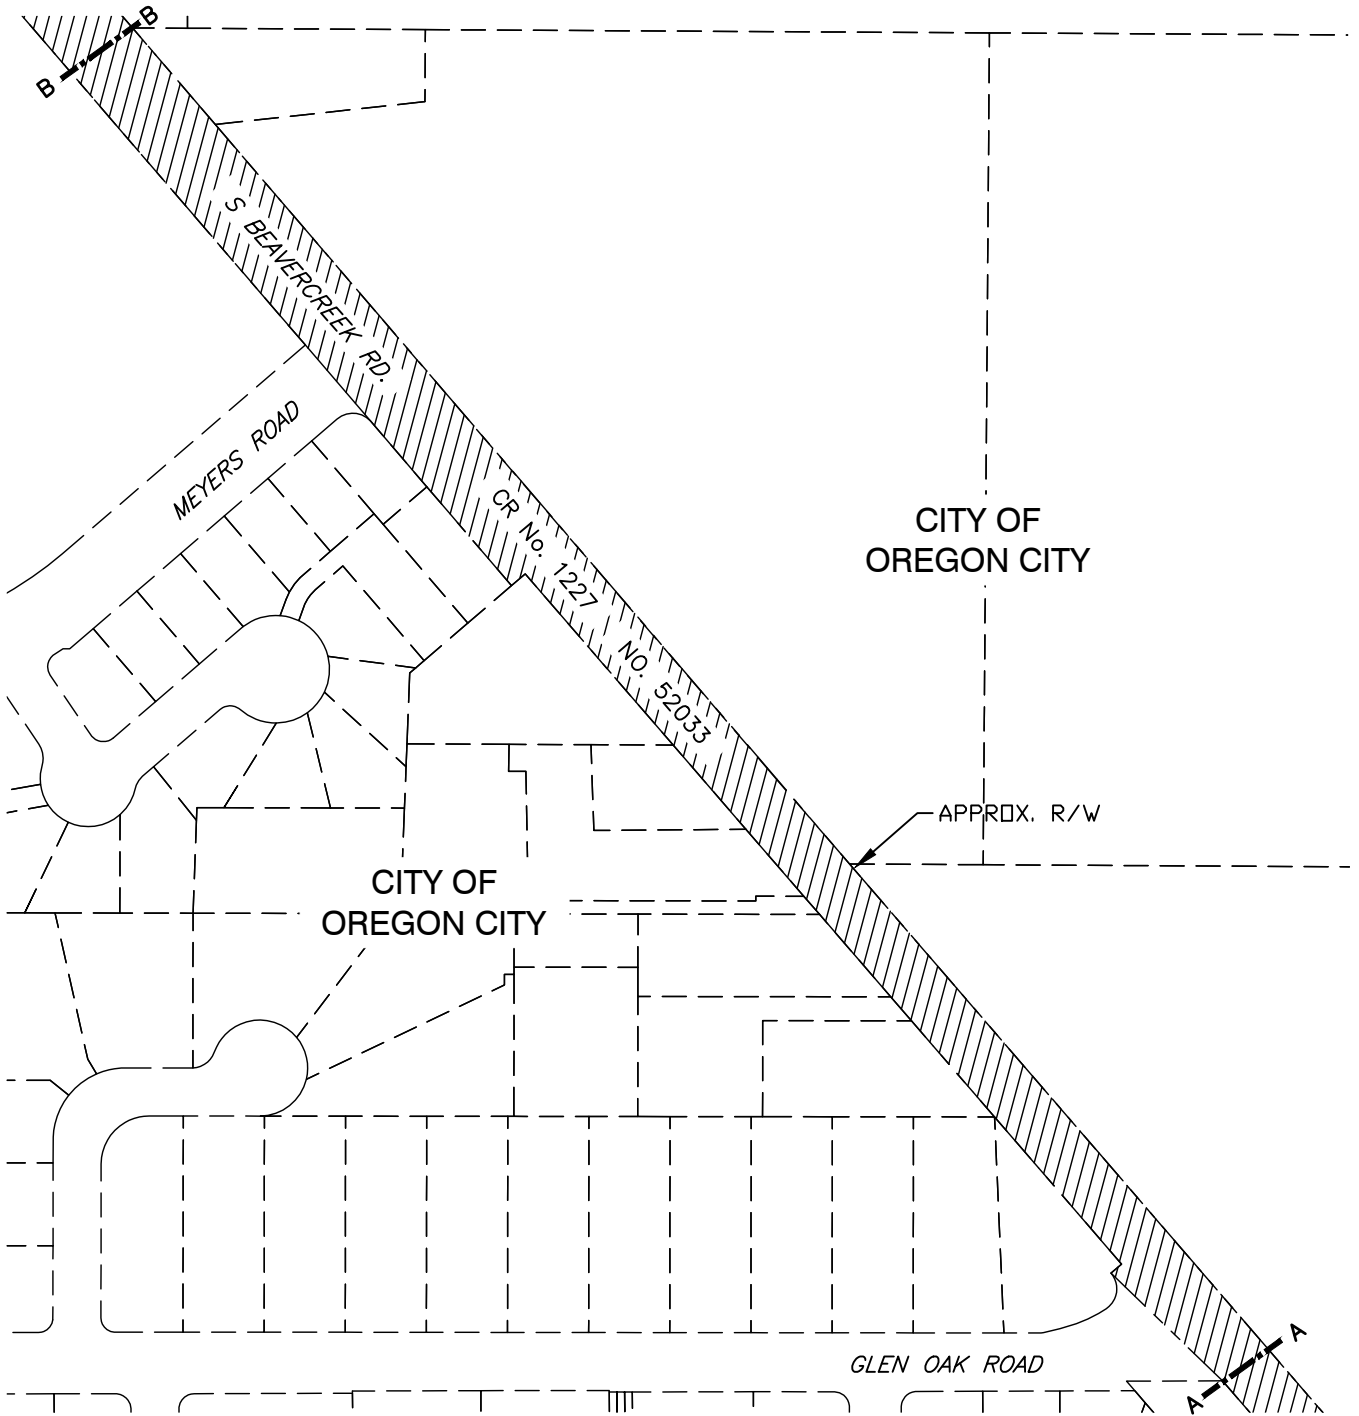 B
B
S BEAVERCREEK RD.
MEYERS ROAD
CR No. 1227
NO. 52033
CITY OF
OREGON CITY
APPROX. R/W
CITY OF
OREGON CITY
GLEN OAK ROAD
A
A